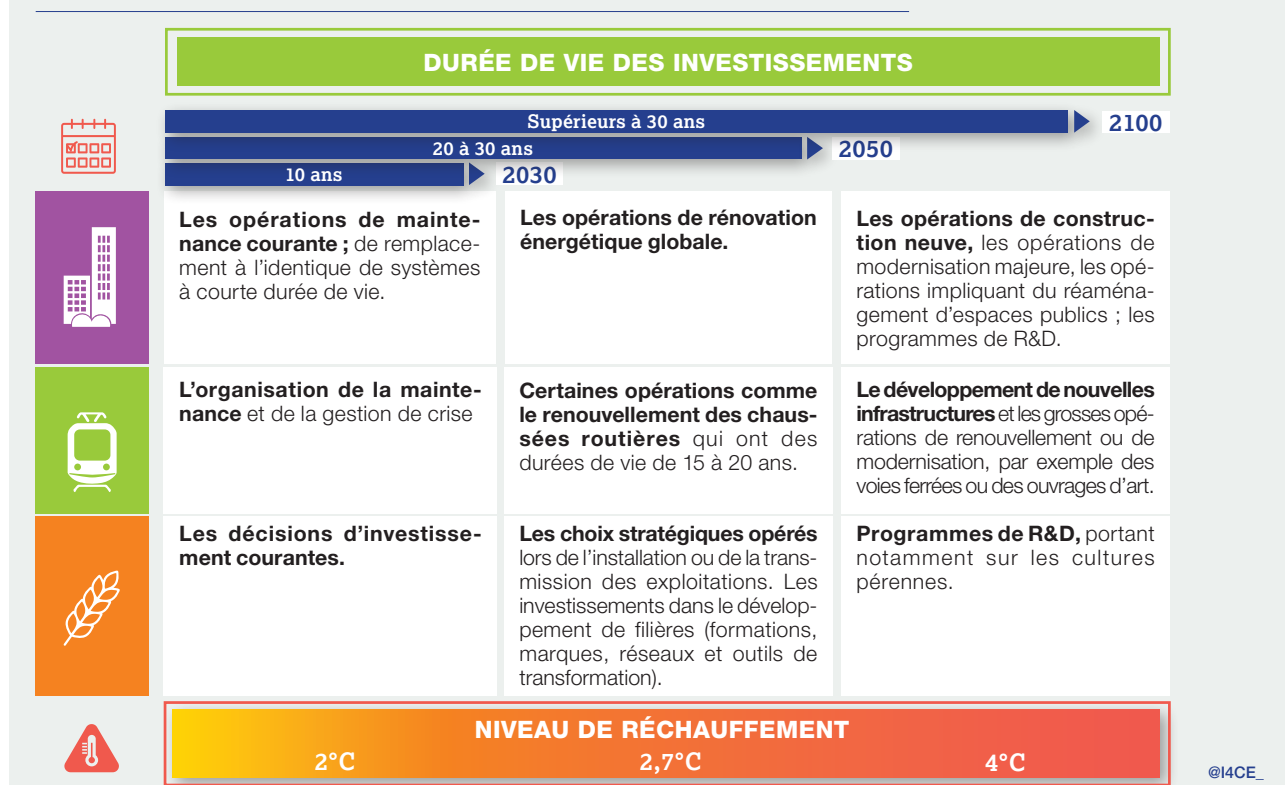 DURÉE DE VIE DES INVESTISSEMENTS
Supérieurs à 30 ans
2100
20 à 30 ans
2050
10 ans
2030
Les opérations de mainte-
nance courante ; de remplace-
ment à l'identique de systèmes
à courte durée de vie.
Les opérations de rénovation
énergétique globale.
Les opérations de construc-
tion neuve, les opérations de
modernisation majeure, les opé-
rations impliquant du réaména-
gement d'espaces publics ; les
programmes de R&D.
L'organisation de la mainte-
nance et de la gestion de crise
Certaines opérations comme
le renouvellement des chaus-
sées routières qui ont des
durées de vie de 15 à 20 ans.
Le développement de nouvelles
infrastructures et les grosses opé-
rations de renouvellement ou de
modernisation, par exemple des
voies ferrées ou des ouvrages d'art.
Les décisions d'investisse-
ment courantes.
Les choix stratégiques opérés
lors de l'installation ou de la trans-
mission des exploitations. Les
investissements dans le dévelop-
pement de filières (formations,
marques, réseaux et outils de
transformation).
Programmes de R&D, portant
notamment sur les cultures
pérennes.
NIVEAU DE RÉCHAUFFEMENT
2°C
2,7°C
4°C
@I4CE_